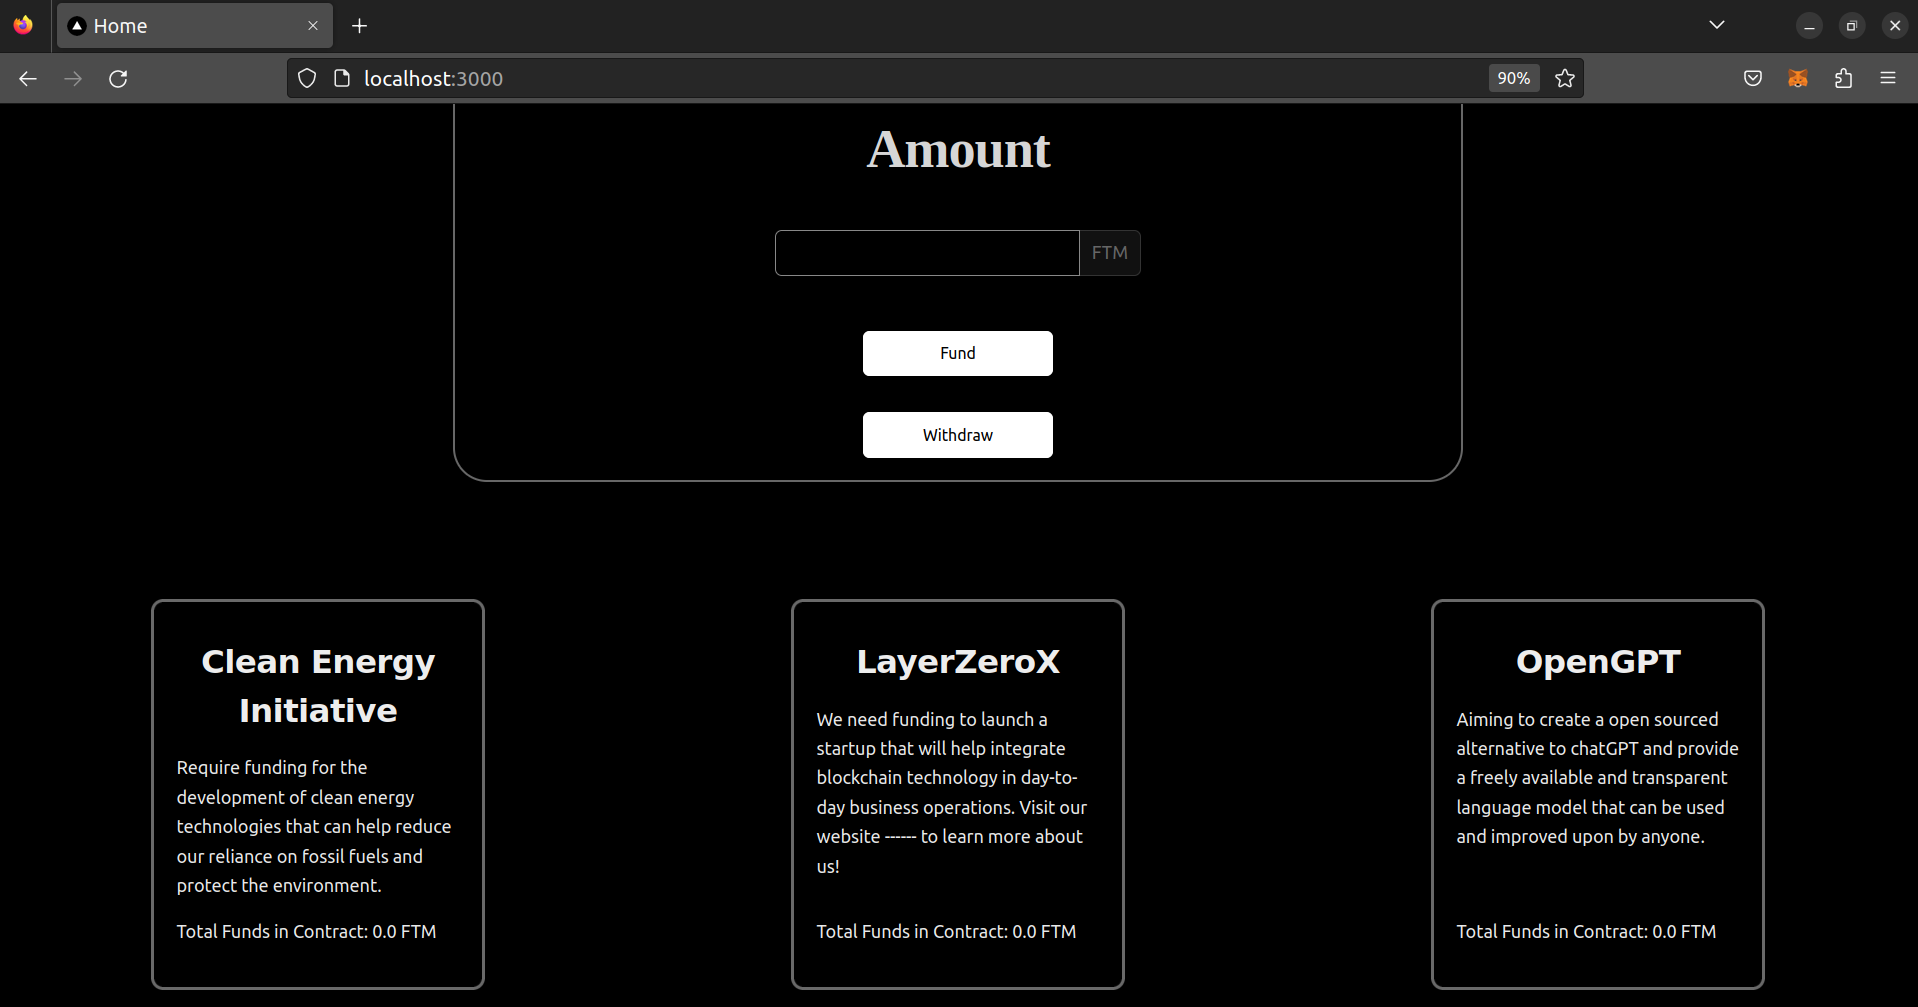 Home
localhost:3000
90%
Amount
FTM
Fund
Withdraw
Clean Energy
Initiative
Require funding for the
development of clean energy
technologies that can help reduce
our reliance on fossil fuels and
protect the environment.
Total Funds in Contract: 0.0 FTM
LayerZeroX
We need funding to launch a
startup that will help integrate
blockchain technology in day-to-
day business operations. Visit our
website ------ to learn more about
us!
Total Funds in Contract: 0.0 FTM
OpenGPT
Aiming to create a open sourced
alternative to chatGPT and provide
a freely available and transparent
language model that can be used
and improved upon by anyone.
Total Funds in Contract: 0.0 FTM